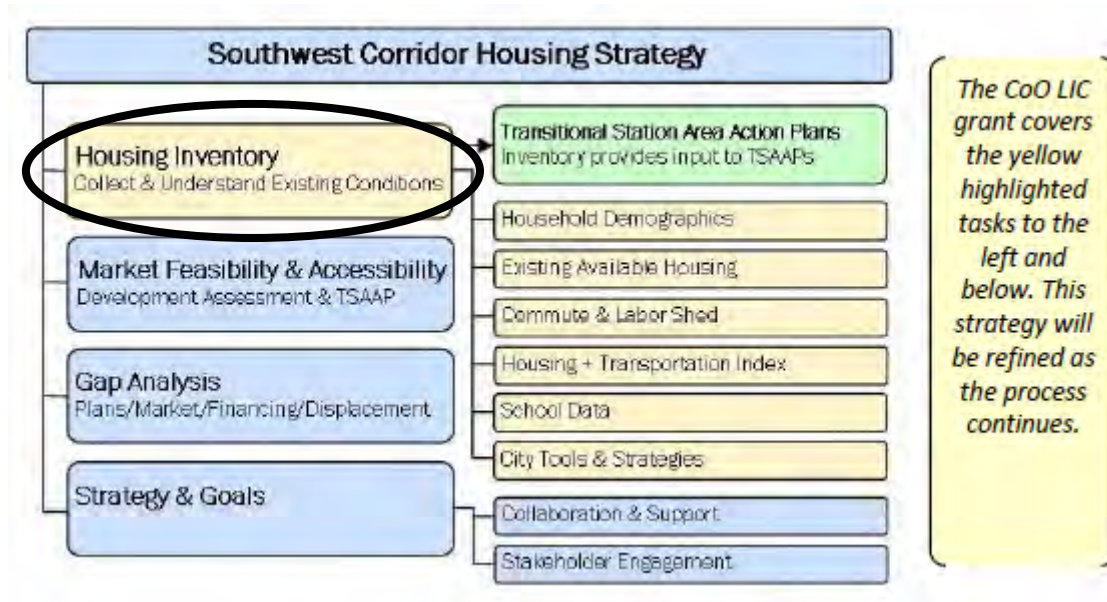 Southwest Corridor Housing Strategy
Housing Inventory
Collect & Understand Existing Conditions
Market Feasibility & Accessibility
Development Assessment & TSAAP
Gap Analysis
Plans/Market/Financing/Displacement
Strategy & Goals
Transitional Station Area Action Plans
Inventory provides input to TSAAPs
Household Demographics
Existing Available Housing
Commute & Labor Shed
Housing + Transportation Index
School Data
City Tools & Strategies
Collaboration & Support
Stakeholder Engagement
The CoO LIC
grant covers
the yellow
highlighted
tasks to the
left and
below. This
strategy will
be refined as
the process
continues.